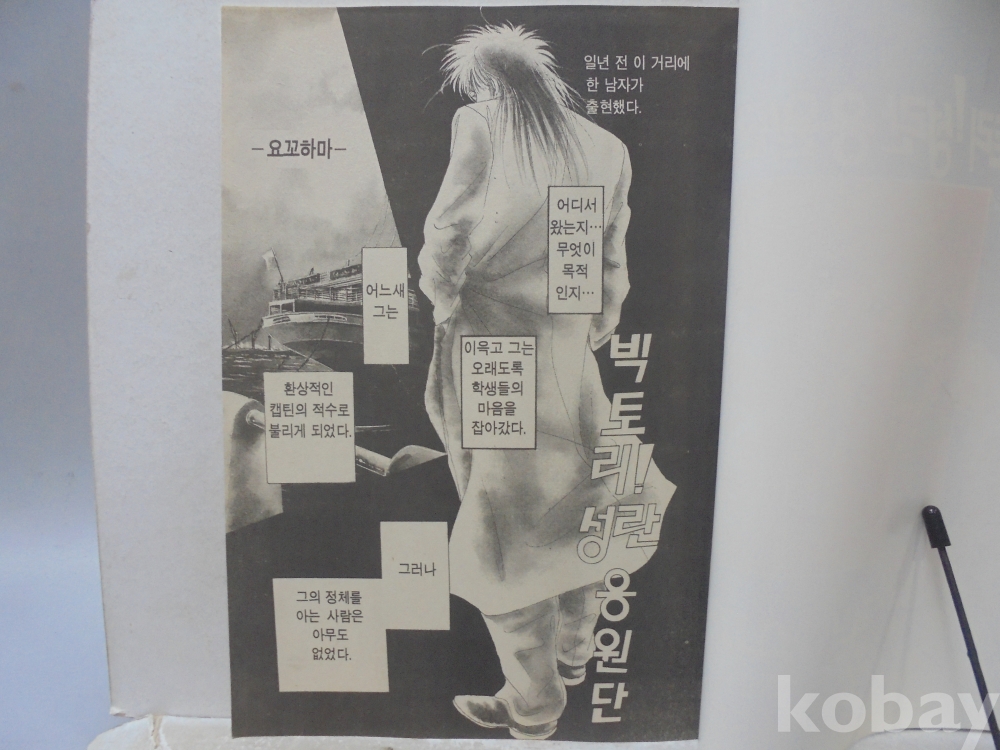 일년 전 이 거리에
한 남자가
출현했다.
-요꼬하마-
어디서
왔는지…
무엇이
목적
인지…
어느새
그는
이윽고 그는
오래도록
학생들의
마음을
잡아갔다.
환상적인
캡틴의 적수로
불리게 되었다.
그러나
그의 정체를
아는 사람은
아무도
없었다.
빅토리!
성란
응원단
kobay